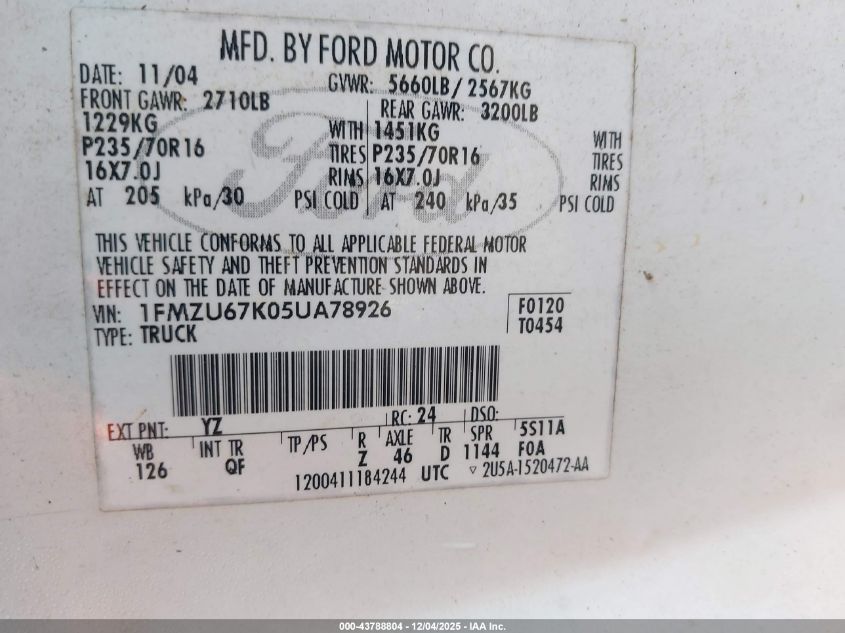 MFD. BY FORD MOTOR CO.
DATE: 11/04 GVWR: 5660LB / 2567KG
FRONT GAWR: 2710LB REAR GAWR: 3200LB
1229KG WITH 1451KG WITH
P235/70R16 TIRES P235/70R16 TIRES
16X7.0J RIMS 16X7.0J RIMS
AT 205 kPa/30 PSI COLD AT 240 kPa/35 PSI COLD
Ford
THIS VEHICLE CONFORMS TO ALL APPLICABLE FEDERAL MOTOR
VEHICLE SAFETY AND THEFT PREVENTION STANDARDS IN
EFFECT ON THE DATE OF MANUFACTURE SHOWN ABOVE.
VIN: 1FMZU67K05UA78926 F0120
TYPE: TRUCK T0454
EXT PNT: YZ RC: 24 DSO:
WB INT TR TP/PS R AXLE TR SPR 5S11A
126 QF Z 46 D 1144 F0A
1200411184244 UTC ▽ 2U5A-1520472-AA
000-43788804 - 12/04/2025 - IAA Inc.